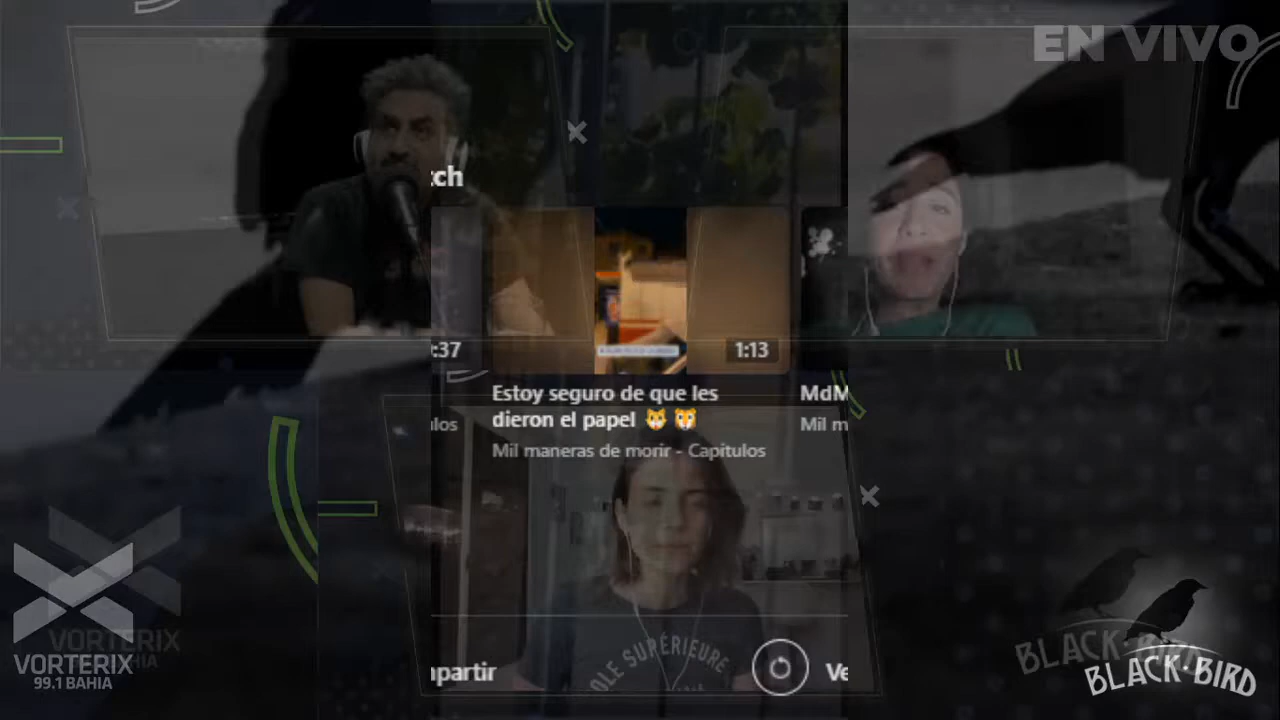 EN VIVO
:ch
:37
1:13
Estoy seguro de que les
dieron el papel 😼 🐯
Mil maneras de morir - Capitulos
MdM
Mil m
los
OLE SUPÉRIEURE
partir
Ve
VORTERIX
VORTERIX
99.1 BAHIA
BLACK·BIRD
BLACK·BIRD